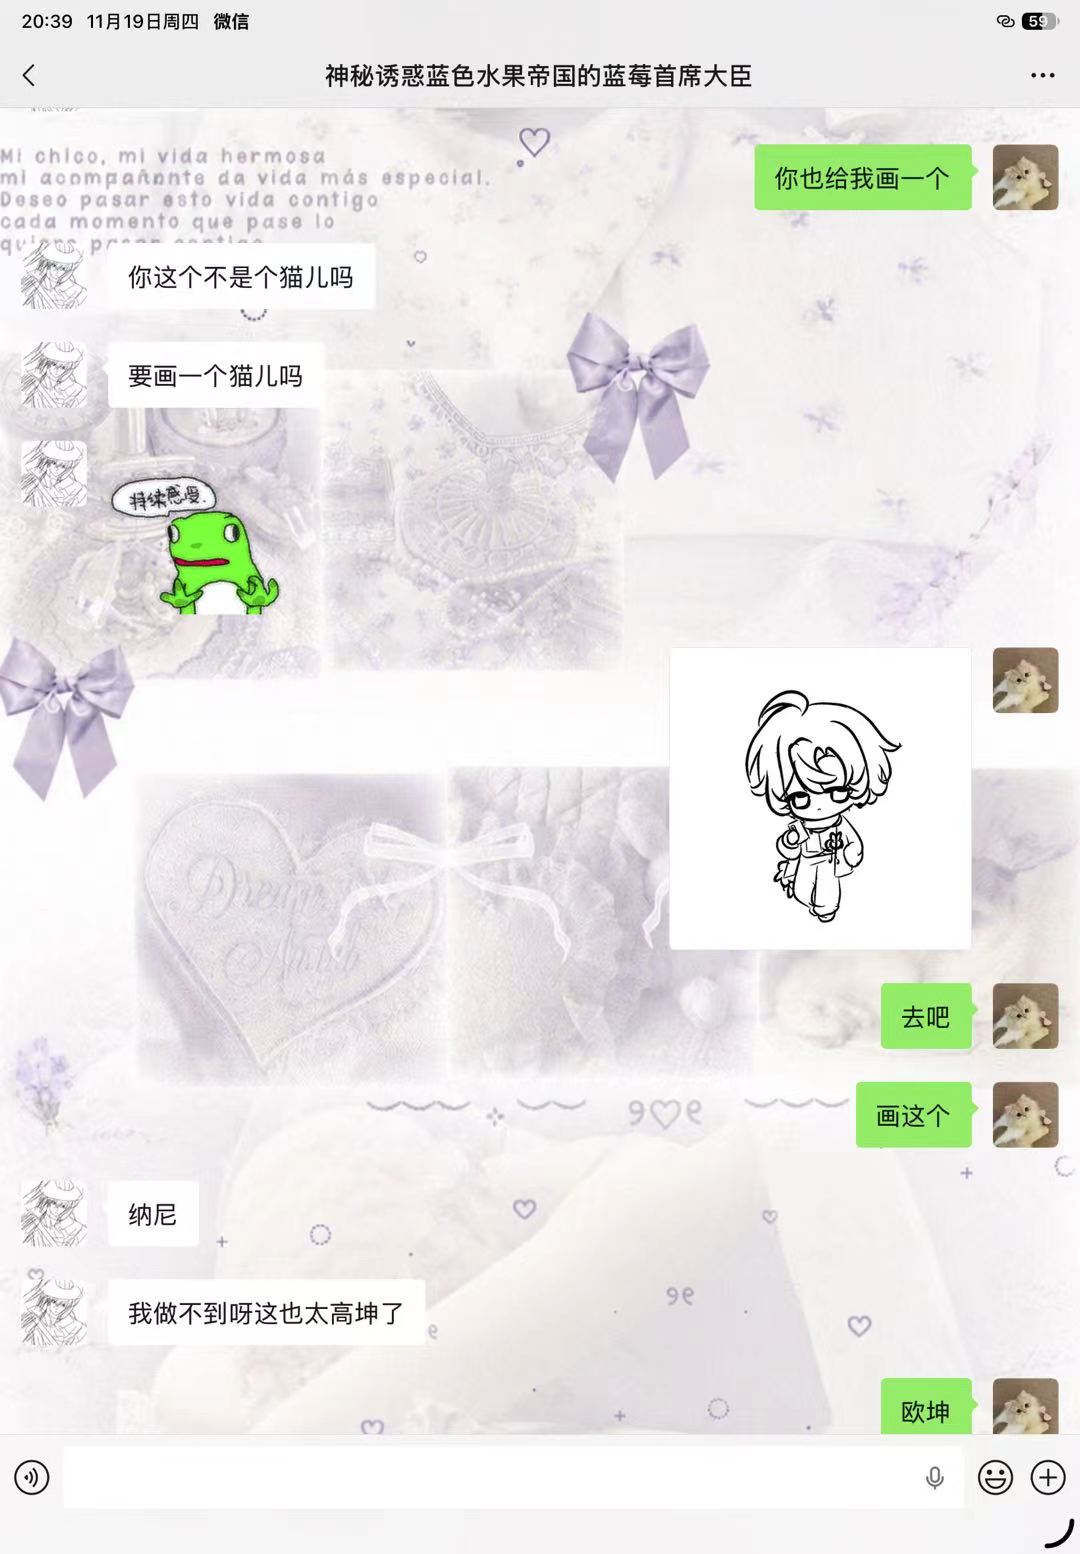 20:39 11月19日周四 微信
59
神秘诱惑蓝色水果帝国的蓝莓首席大臣
Mi chico, mi vida hermosa
mi acompañante da vida más especial.
Deseo pasar esto vida contigo
cada momento que pase lo
你也给我画一个
你这个不是个猫儿吗
要画一个猫儿吗
持续感受.
Dream
Angel
去吧
画这个
纳尼
我做不到呀这也太高坤了
欧坤